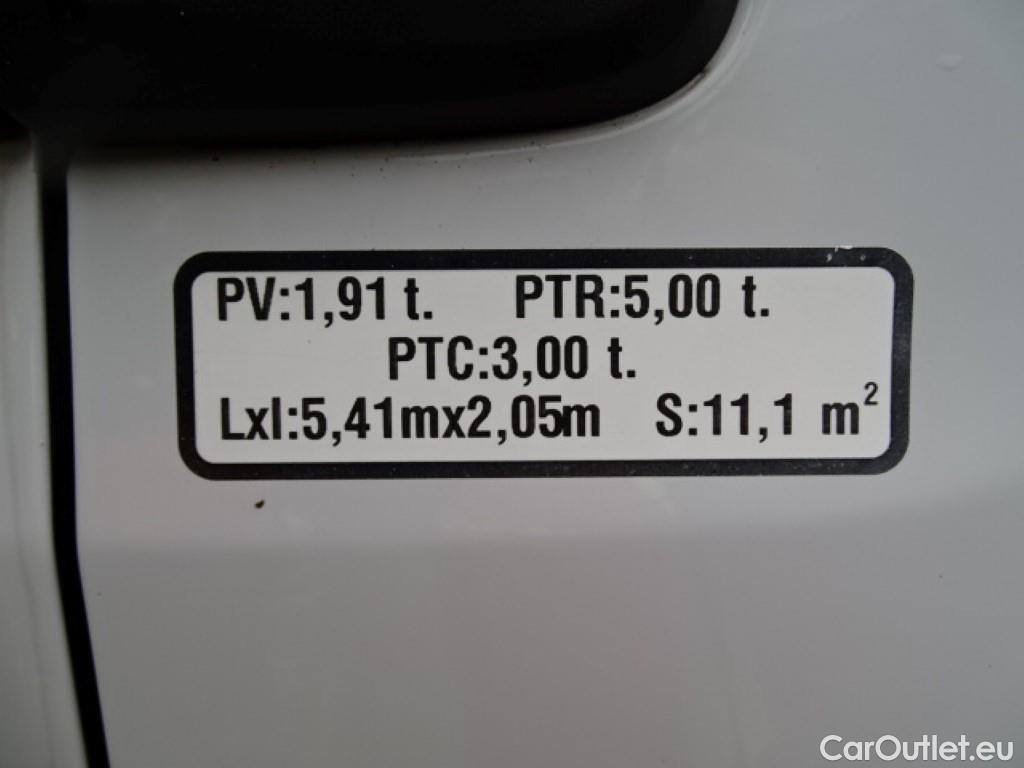 PV:1,91 t. PTR:5,00 t.
PTC:3,00 t.
Lxl:5,41mx2,05m S:11,1 m²
CarOutlet.eu